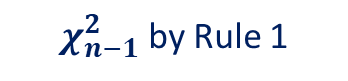 χ²ₙ₋₁ by Rule 1